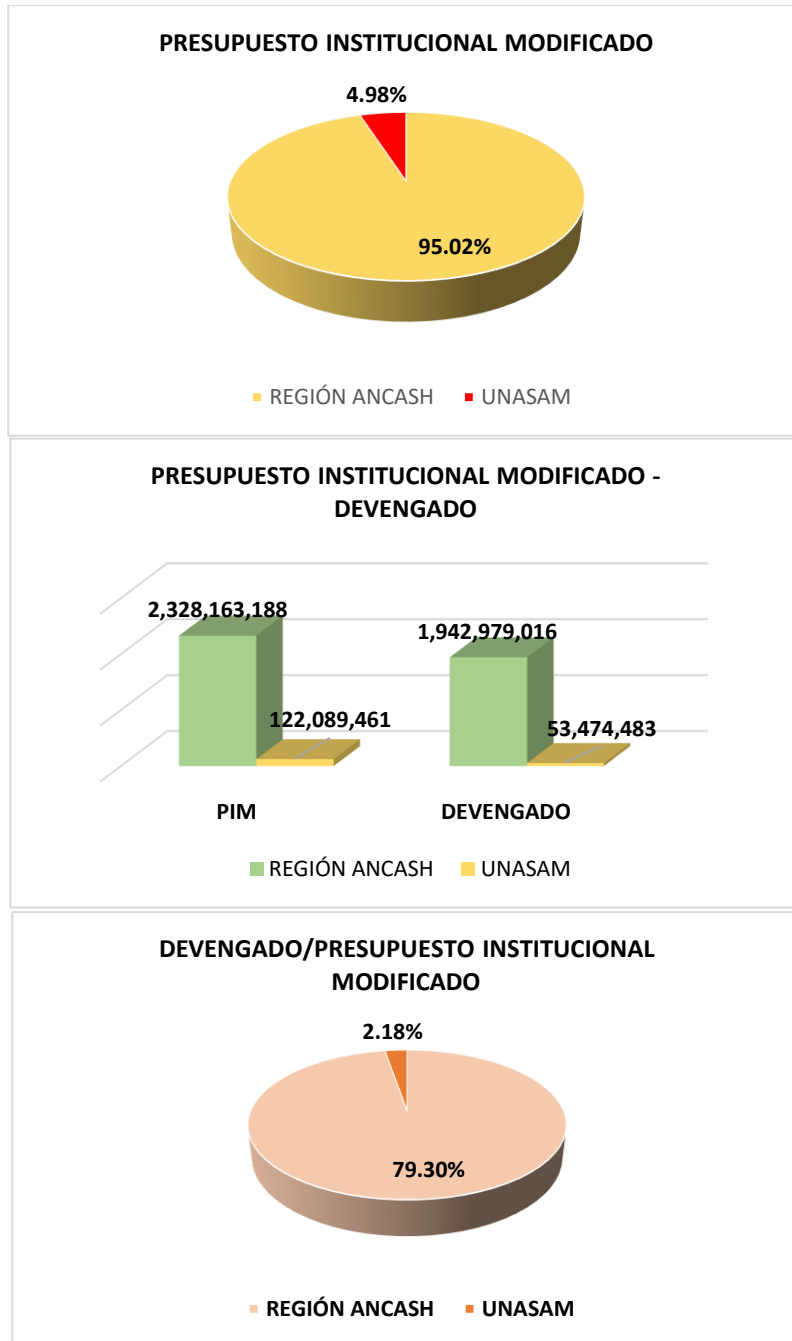 PRESUPUESTO INSTITUCIONAL MODIFICADO
4.98%
95.02%
REGIÓN ANCASH UNASAM
PRESUPUESTO INSTITUCIONAL MODIFICADO -
DEVENGADO
2,328,163,188
1,942,979,016
122,089,461
53,474,483
PIM DEVENGADO
REGIÓN ANCASH UNASAM
DEVENGADO/PRESUPUESTO INSTITUCIONAL
MODIFICADO
2.18%
79.30%
REGIÓN ANCASH UNASAM